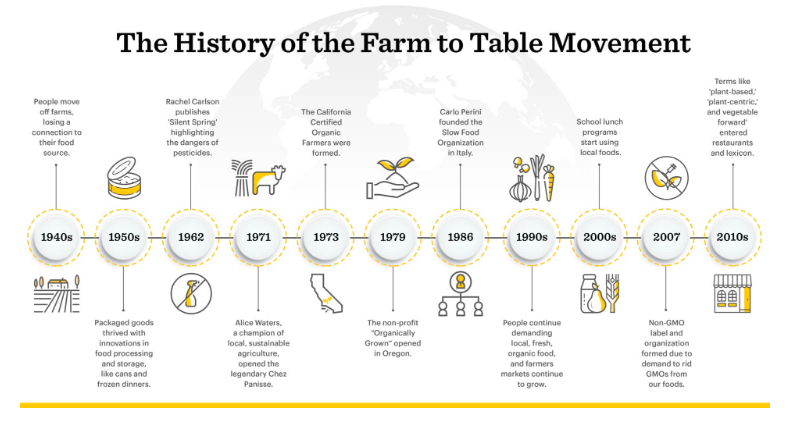 The History of the Farm to Table Movement
People move
off farms,
losing a
connection to
their food
source.
Rachel Carlson
publishes
'Silent Spring'
highlighting
the dangers of
pesticides.
The California
Certified
Organic
Farmers were
formed.
Carlo Perini
founded the
Slow Food
Organization
in Italy.
School lunch
programs
start using
local foods.
Terms like
'plant-based,'
'plant-centric,'
and vegetable
forward'
entered
restaurants
and lexicon.
1940s
1950s
1962
1971
1973
1979
1986
1990s
2000s
2007
2010s
Packaged goods
thrived with
innovations in
food processing
and storage,
like cans and
frozen dinners.
Alice Waters,
a champion of
local, sustainable
agriculture,
opened the
legendary Chez
Panisse.
The non-profit
"Organically
Grown" opened
in Oregon.
People continue
demanding
local, fresh,
organic food,
and farmers
markets continue
to grow.
Non-GMO
label and
organization
formed due to
demand to rid
GMOs from
our foods.